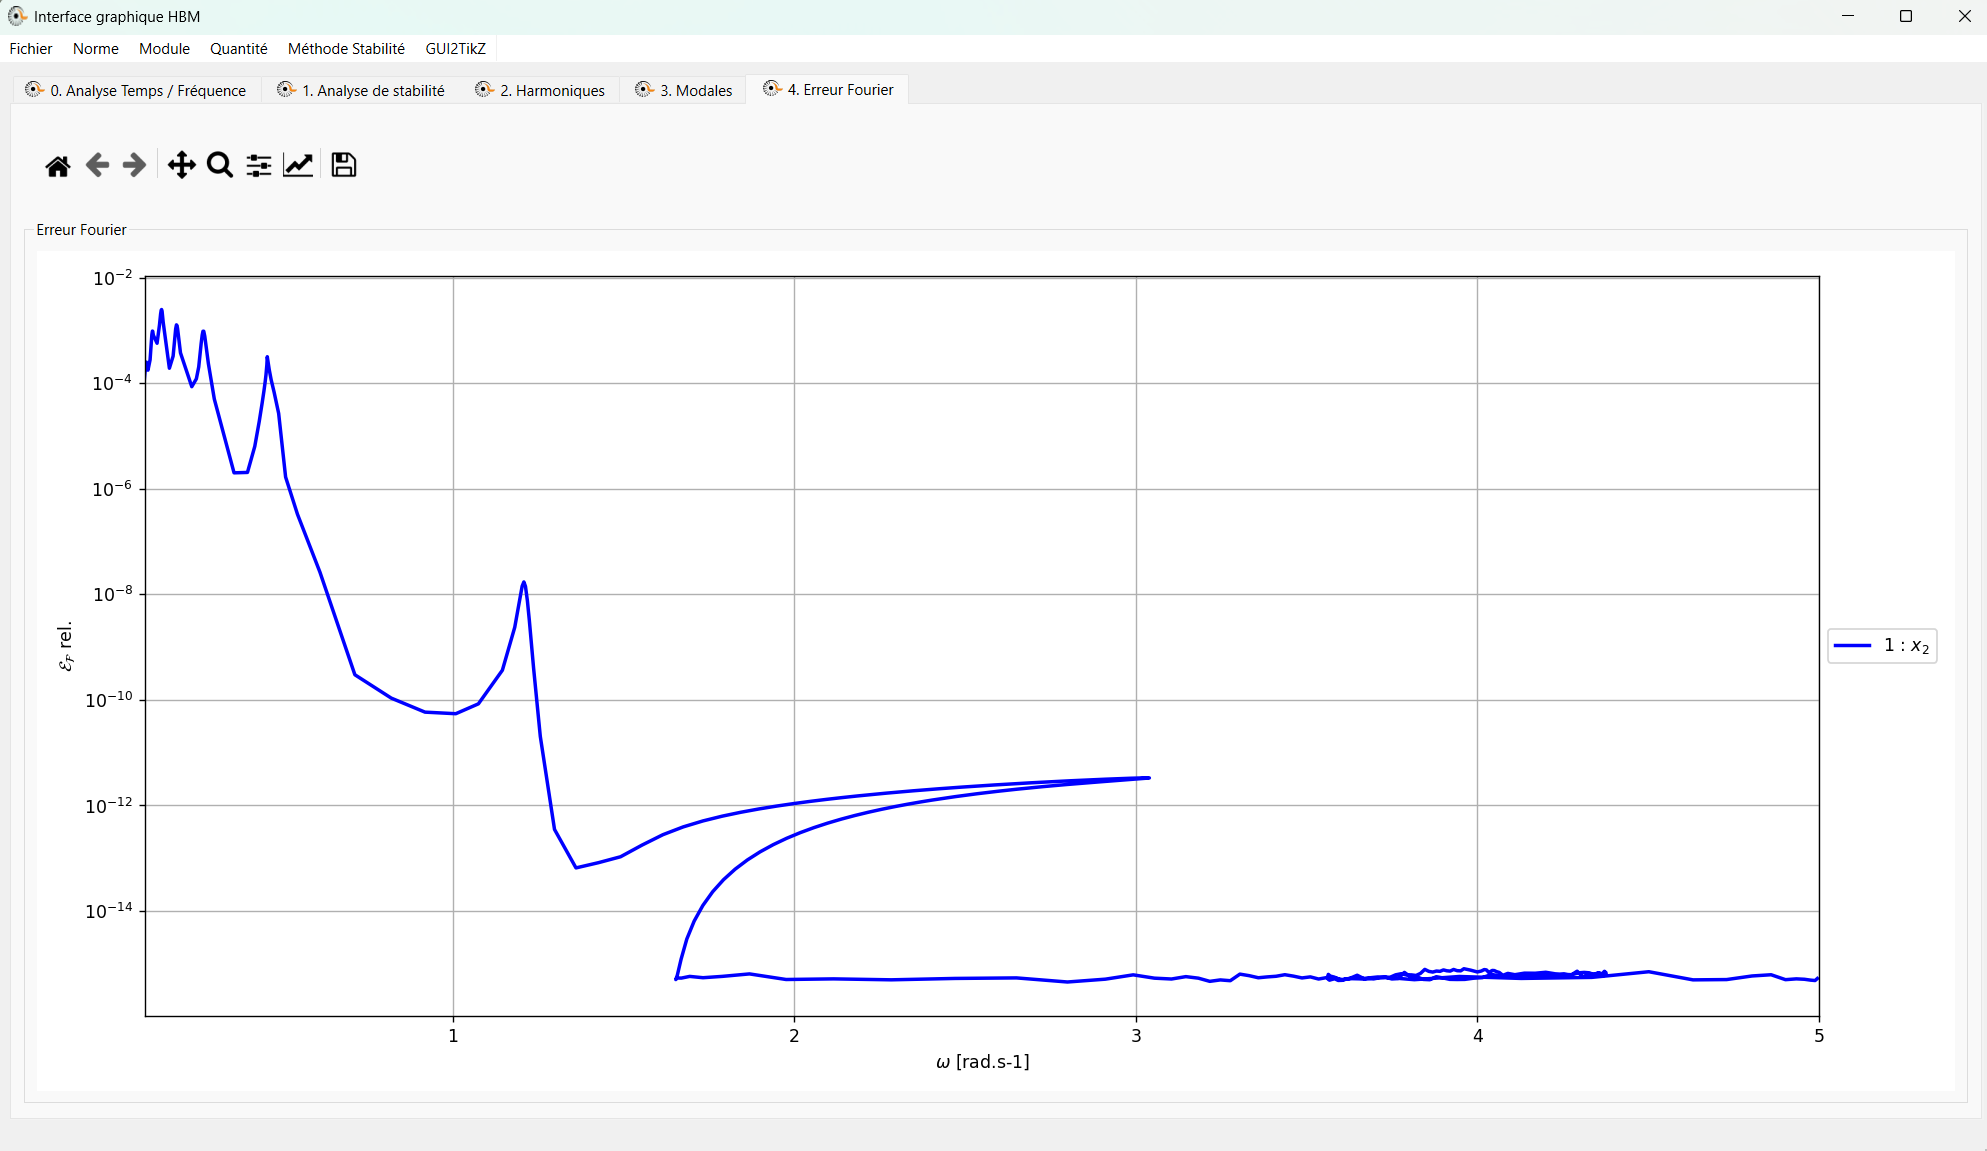 Interface graphique HBM
Fichier Norme Module Quantité Méthode Stabilité GUI2TikZ
0. Analyse Temps / Fréquence 1. Analyse de stabilité 2. Harmoniques 3. Modales 4. Erreur Fourier
Erreur Fourier
10⁻²
10⁻⁴
10⁻⁶
10⁻⁸
10⁻¹⁰
10⁻¹²
10⁻¹⁴
ℰ_ℱ rel.
1 2 3 4 5
ω [rad.s-1]
1 : x₂